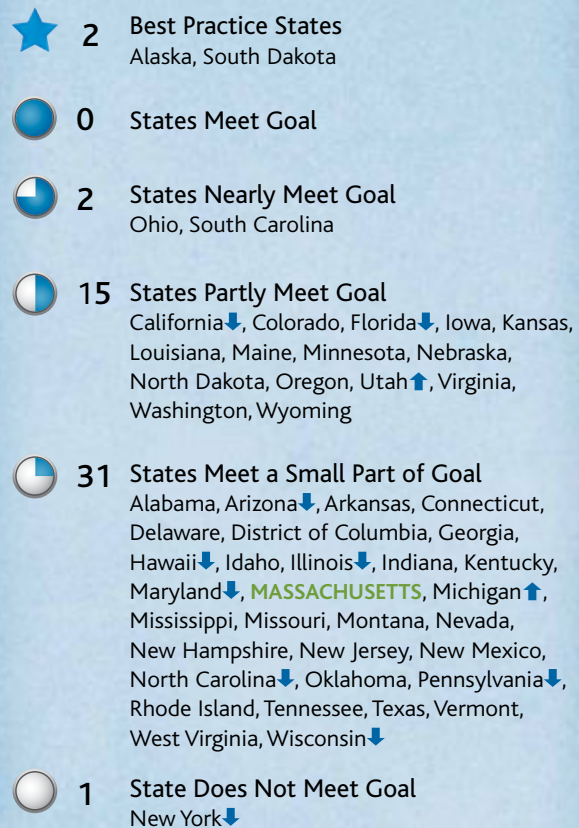 2 Best Practice States
Alaska, South Dakota
0 States Meet Goal
2 States Nearly Meet Goal
Ohio, South Carolina
15 States Partly Meet Goal
California⬇, Colorado, Florida⬇, Iowa, Kansas,
Louisiana, Maine, Minnesota, Nebraska,
North Dakota, Oregon, Utah⬆, Virginia,
Washington, Wyoming
31 States Meet a Small Part of Goal
Alabama, Arizona⬇, Arkansas, Connecticut,
Delaware, District of Columbia, Georgia,
Hawaii⬇, Idaho, Illinois⬇, Indiana, Kentucky,
Maryland⬇, MASSACHUSETTS, Michigan⬆,
Mississippi, Missouri, Montana, Nevada,
New Hampshire, New Jersey, New Mexico,
North Carolina⬇, Oklahoma, Pennsylvania⬇,
Rhode Island, Tennessee, Texas, Vermont,
West Virginia, Wisconsin⬇
1 State Does Not Meet Goal
New York⬇